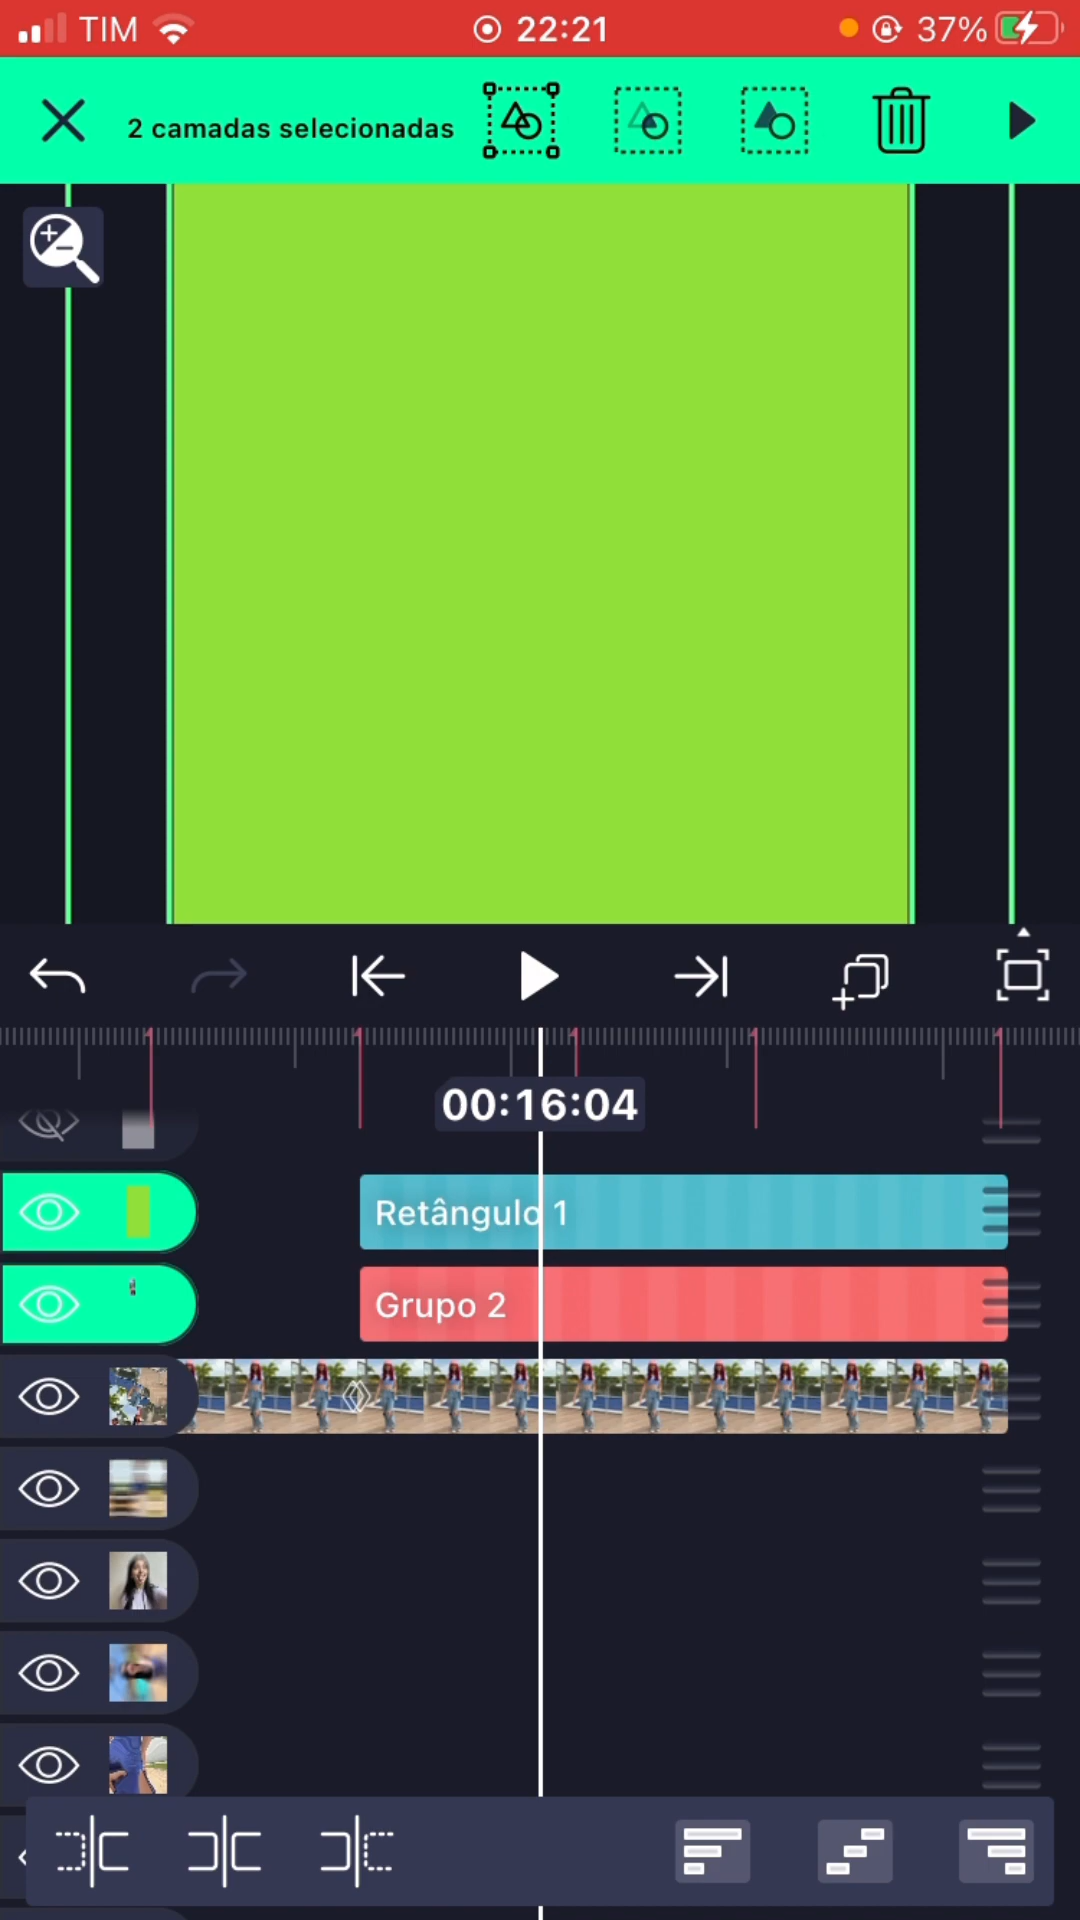 TIM 22:21 37%
2 camadas selecionadas
00:16:04
Retângulo 1
Grupo 2